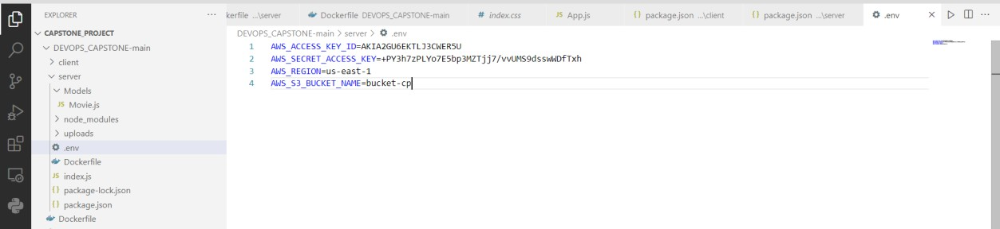 EXPLORER
CAPSTONE_PROJECT
DEVOPS_CAPSTONE-main
client
server
Models
JS Movie.js
node_modules
uploads
.env
Dockerfile
JS index.js
{} package-lock.json
{} package.json
Dockerfile
kerfile ...\server
Dockerfile DEVOPS_CAPSTONE-main
# index.css
JS App.js
{} package.json ...\client
{} package.json ...\server
.env
DEVOPS_CAPSTONE-main > server > .env
1 AWS_ACCESS_KEY_ID=AKIA2GU6EKTLJ3CWER5U
2 AWS_SECRET_ACCESS_KEY=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
3 AWS_REGION=us-east-1
4 AWS_S3_BUCKET_NAME=bucket-cp